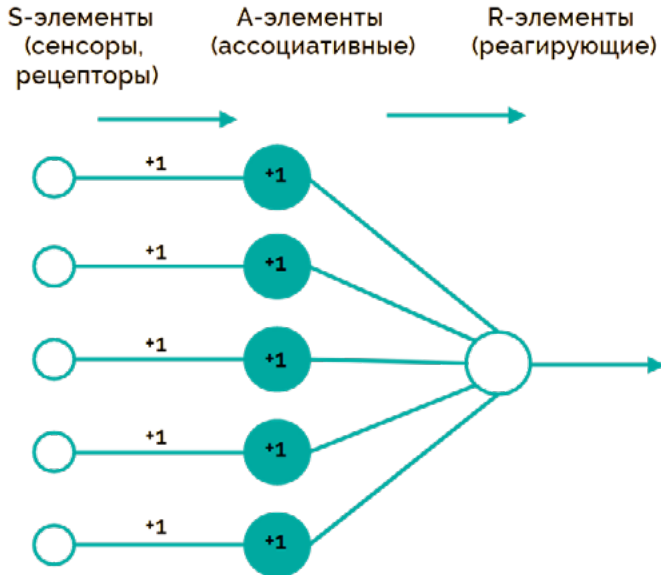 S-элементы
(сенсоры,
рецепторы)
A-элементы
(ассоциативные)
R-элементы
(реагирующие)
+1
+1
+1
+1
+1
+1
+1
+1
+1
+1